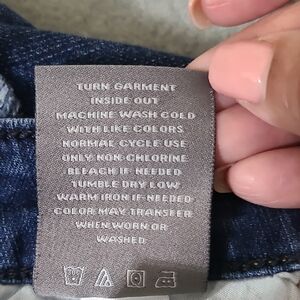 TURN GARMENT
INSIDE OUT
MACHINE WASH COLD
WITH LIKE COLORS
NORMAL CYCLE USE
ONLY NON-CHLORINE
BLEACH IF NEEDED
TUMBLE DRY LOW
WARM IRON IF NEEDED
COLOR MAY TRANSFER
WHEN WORN OR
WASHED